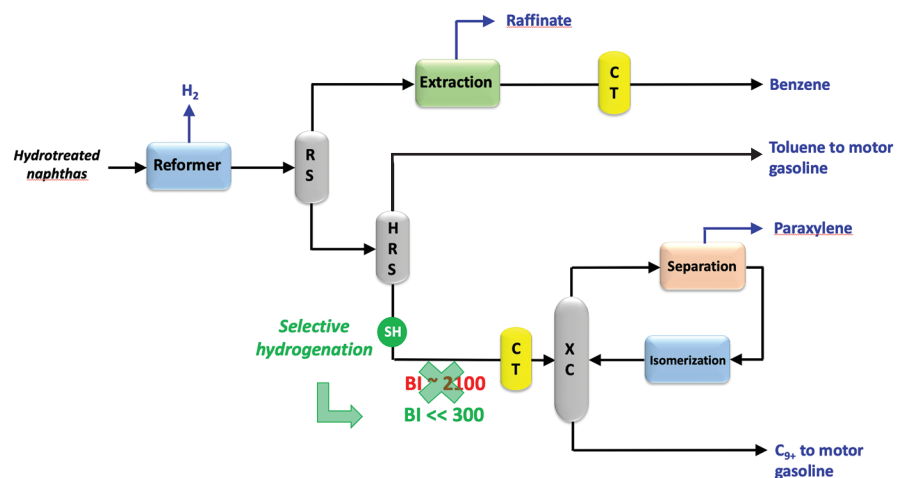 Raffinate
Extraction
C
T
Benzene
H₂
Hydrotreated
naphthas
Reformer
R
S
Toluene to motor
gasoline
H
R
S
Paraxylene
Separation
Selective
hydrogenation
SH
C
T
X
C
Isomerization
BI ~ 2100
BI << 300
C₉₊ to motor
gasoline